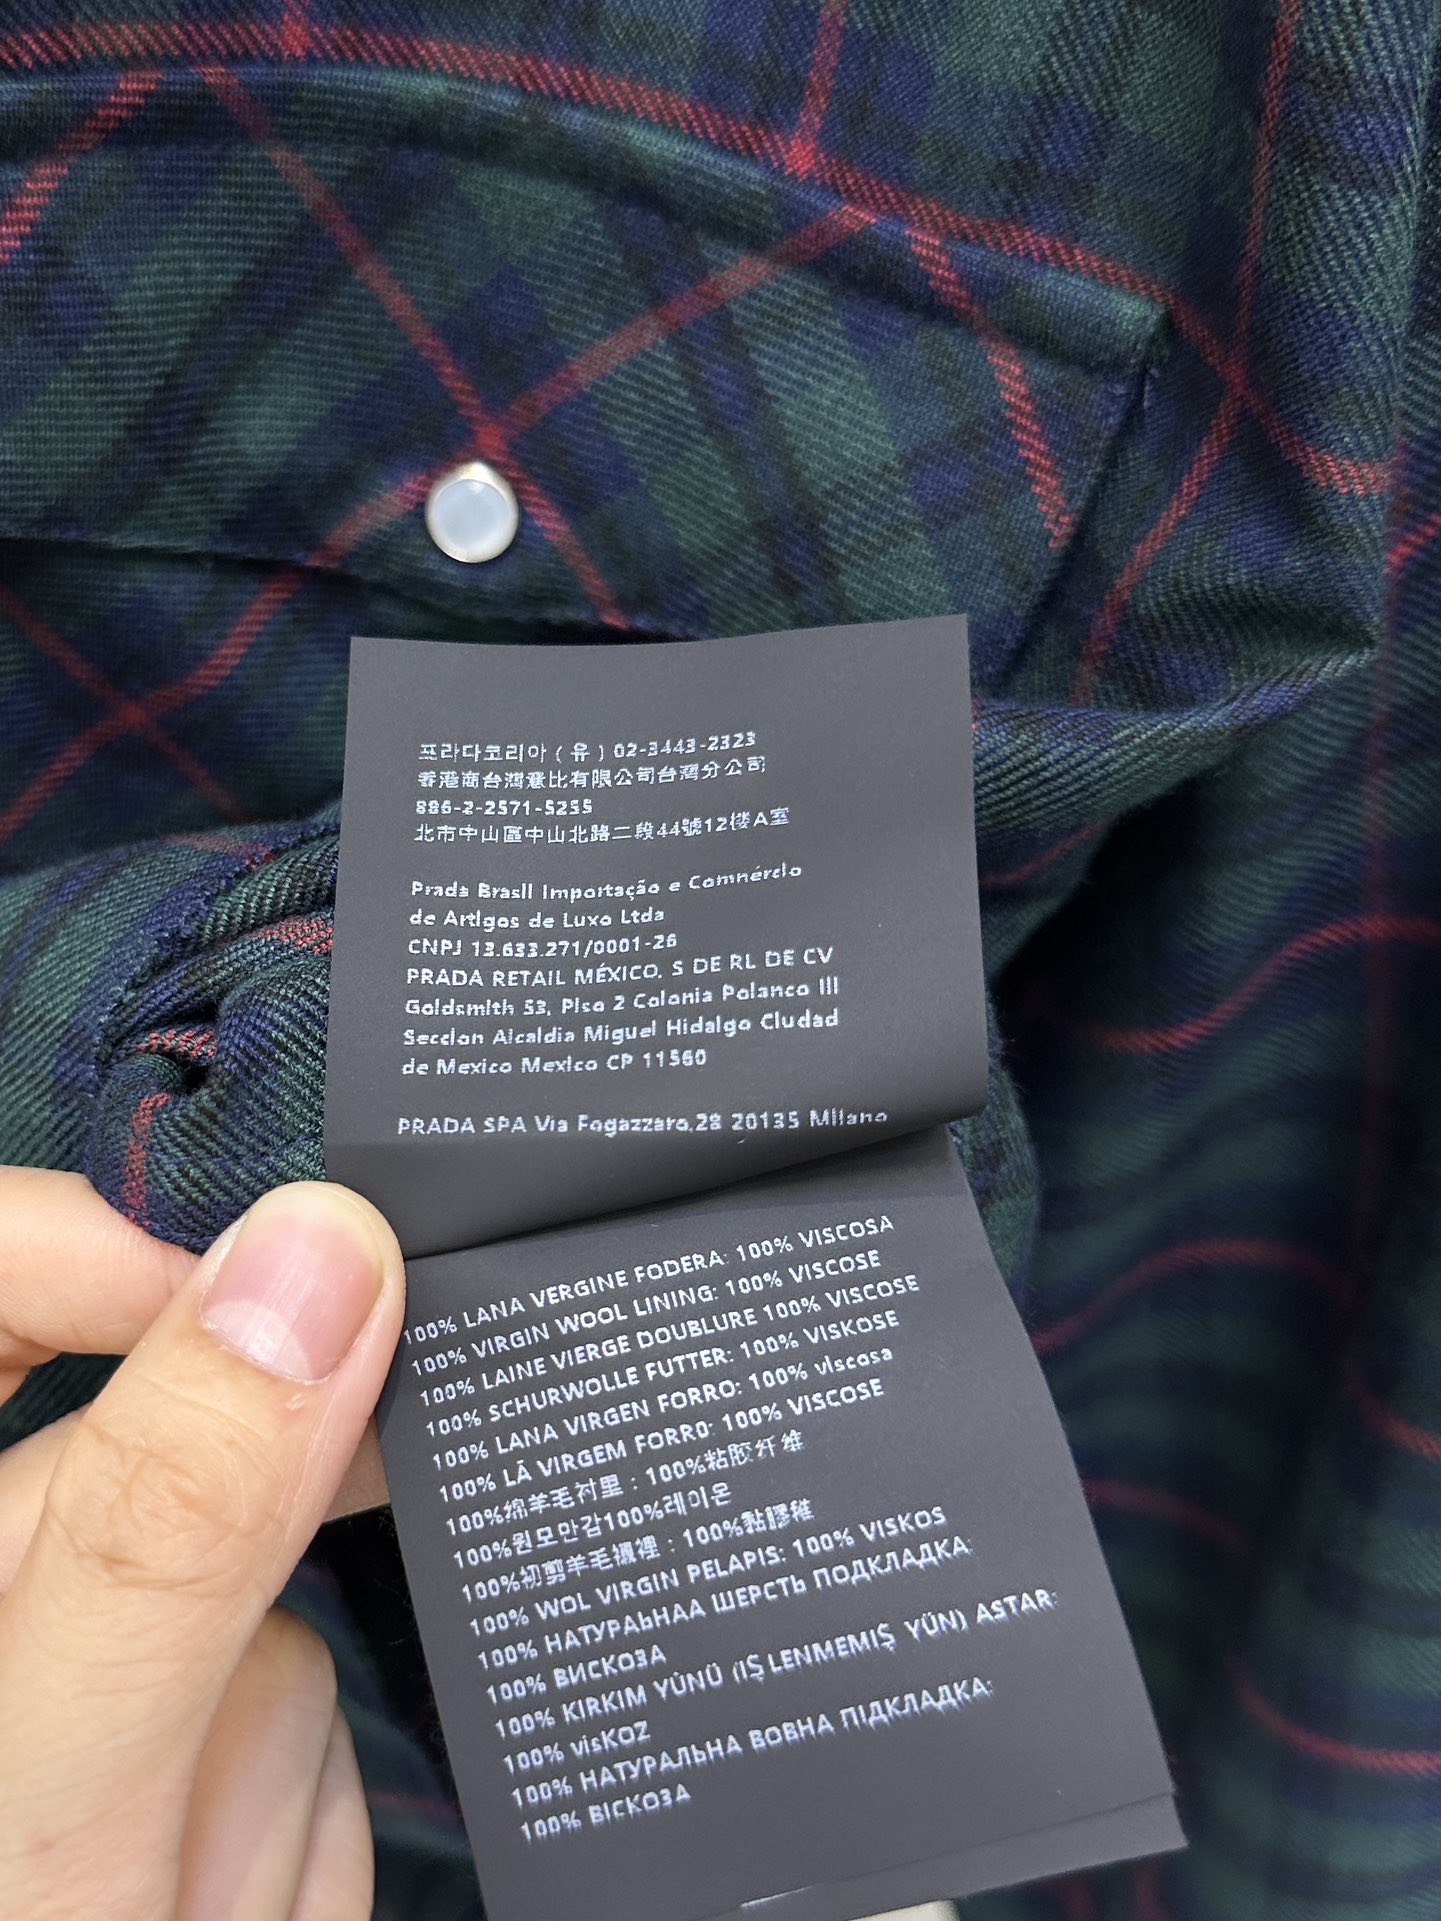 프라다코리아 ( 유 ) 02-3443-2323
香港商台灣意比有限公司台灣分公司
886-2-2571-5255
北市中山區中山北路二段44號12楼A室
Prada Brasil Importação e Comnércio
de Artigos de Luxo Ltda
CNPJ 13.633.271/0001-26
PRADA RETAIL MÉXICO. S DE RL DE CV
Goldsmith 53, Piso 2 Colonia Polanco III
Seccion Alcaldia Miguel Hidalgo Ciudad
de Mexico Mexico CP 11560
PRADA SPA Via Fogazzaro,28 20135 Milano
100% LANA VERGINE FODERA: 100% VISCOSA
100% VIRGIN WOOL LINING: 100% VISCOSE
100% LAINE VIERGE DOUBLURE 100% VISCOSE
100% SCHURWOLLE FUTTER: 100% VISKOSE
100% LANA VIRGEN FORRO: 100% viscosa
100% LÃ VIRGEM FORRO: 100% VISCOSE
100%绵羊毛衬里：100%粘胶纤维
100%원모안감100%레이온
100%初剪羊毛襯裡：100%黏膠稚
100% WOL VIRGIN PELAPIS: 100% VISKOS
100% НАТУРАЬНАА ШЕРСТЬ ПОДКЛАДКА:
100% ВИСКОЗА
100% KIRKIM YÜNÜ (IŞLENMEMIŞ YÜN) ASTAR:
100% visKOZ
100% НАТУРАЛЬНА ВОВНА ПІДКЛАДКА:
100% ВІСКОЗА